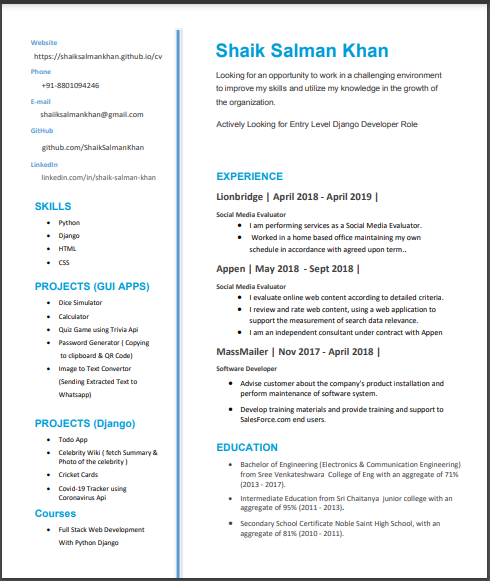 Website
https://shaiksalmankhan.github.io/cv
Phone
+91-8801094246
E-mail
shaiiksalmankhan@gmail.com
GitHub
github.com/ShaikSalmanKhan
LinkedIn
linkedin.com/in/shaik-salman-khan
SKILLS
• Python
• Django
• HTML
• CSS
PROJECTS (GUI APPS)
• Dice Simulator
• Calculator
• Quiz Game using Trivia Api
• Password Generator ( Copying
to clipboard & QR Code)
• Image to Text Convertor
(Sending Extracted Text to
Whatsapp)
PROJECTS (Django)
• Todo App
• Celebrity Wiki ( fetch Summary &
Photo of the celebrity )
• Cricket Cards
• Covid-19 Tracker using
Coronavirus Api
Courses
• Full Stack Web Development
With Python Django
Shaik Salman Khan
Looking for an opportunity to work in a challenging environment
to improve my skills and utilize my knowledge in the growth of
the organization.
Actively Looking for Entry Level Django Developer Role
EXPERIENCE
Lionbridge | April 2018 - April 2019 |
Social Media Evaluator
• I am performing services as a Social Media Evaluator.
• Worked in a home based office maintaining my own
schedule in accordance with agreed upon term..
Appen | May 2018 - Sept 2018 |
Social Media Evaluator
• I evaluate online web content according to detailed criteria.
• I review and rate web content, using a web application to
support the measurement of search data relevance.
• I am an independent consultant under contract with Appen
MassMailer | Nov 2017 - April 2018 |
Software Developer
• Advise customer about the company's product installation and
perform maintenance of software system.
• Develop training materials and provide training and support to
SalesForce.com end users.
EDUCATION
• Bachelor of Engineering (Electronics & Communication Engineering)
from Sree Venkateshwara College of Eng with an aggregate of 71%
(2013 - 2017).
• Intermediate Education from Sri Chaitanya junior college with an
aggregate of 95% (2011 - 2013).
• Secondary School Certificate Noble Saint High School, with an
aggregate of 81% (2010 - 2011).